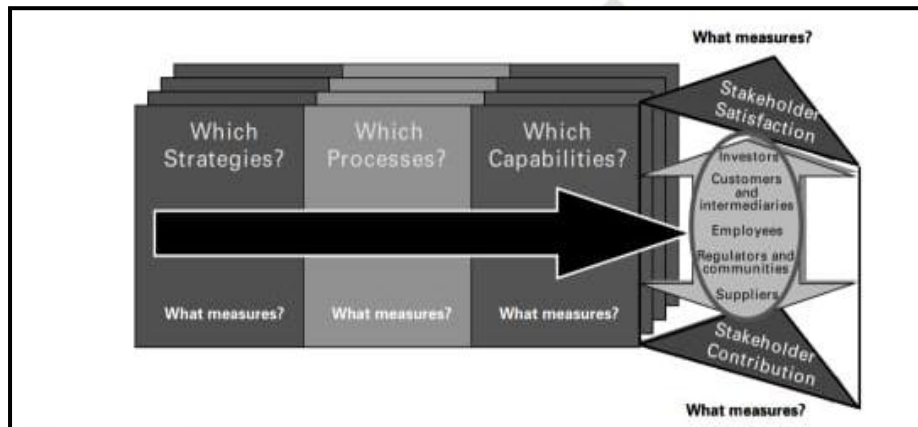 What measures?
Stakeholder
Satisfaction
Which
Strategies?
Which
Processes?
Which
Capabilities?
Investors
Customers
and
intermediaries
Employees
Regulators and
communities
Suppliers
What measures?
What measures?
What measures?
Stakeholder
Contribution
What measures?